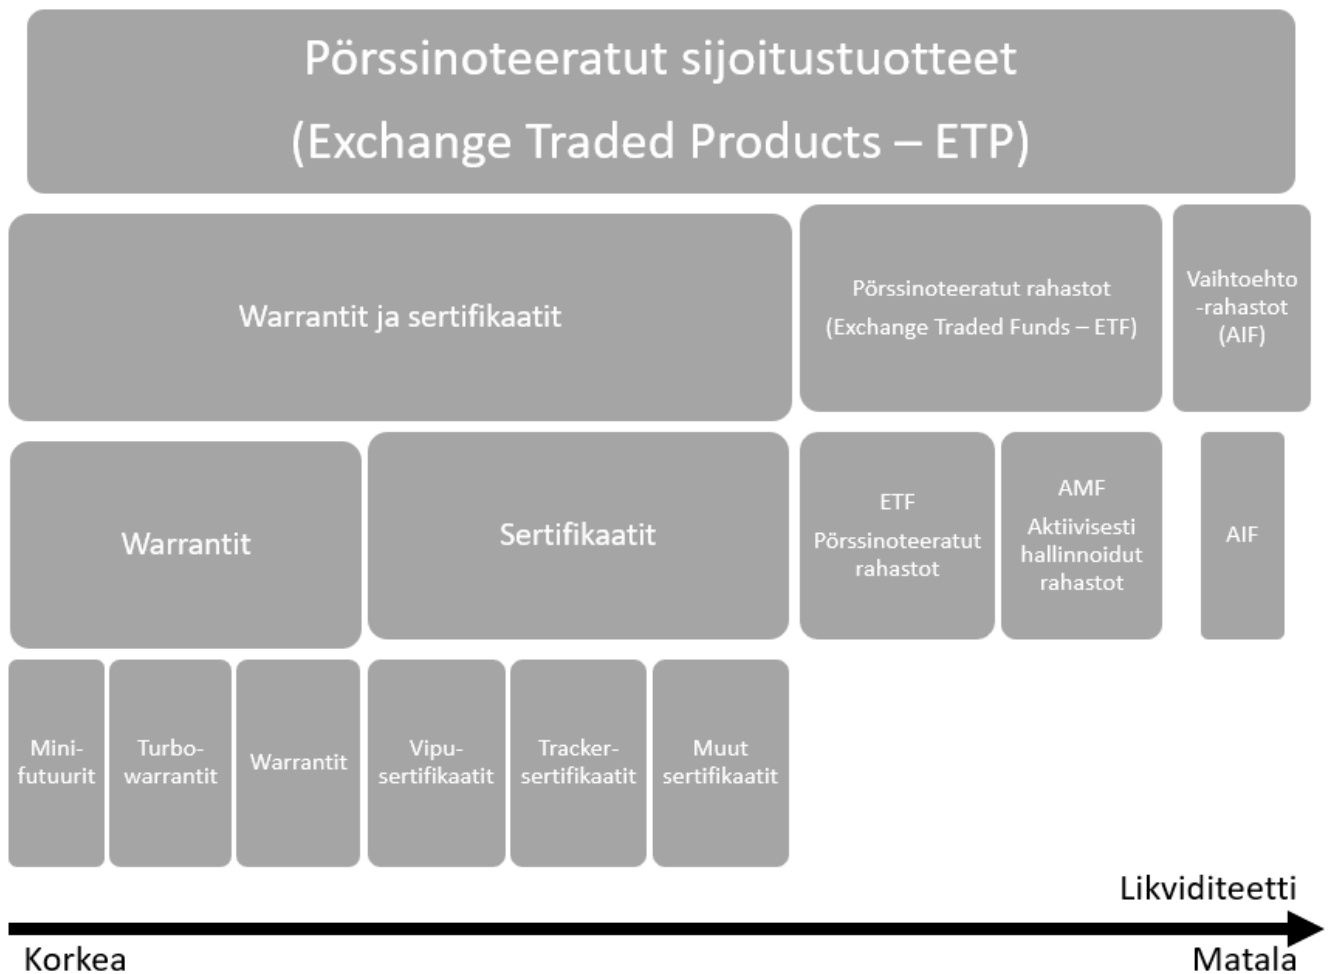 Pörssinoteeratut sijoitustuotteet
(Exchange Traded Products – ETP)
Warrantit ja sertifikaatit
Pörssinoteeratut rahastot
(Exchange Traded Funds – ETF)
Vaihtoehto
-rahastot
(AIF)
Warrantit
Sertifikaatit
ETF
Pörssinoteeratut
rahastot
AMF
Aktiivisesti
hallinnoidut
rahastot
AIF
Mini-
futuurit
Turbo-
warrantit
Warrantit
Vipu-
sertifikaatit
Tracker-
sertifikaatit
Muut
sertifikaatit
Likviditeetti
Korkea
Matala